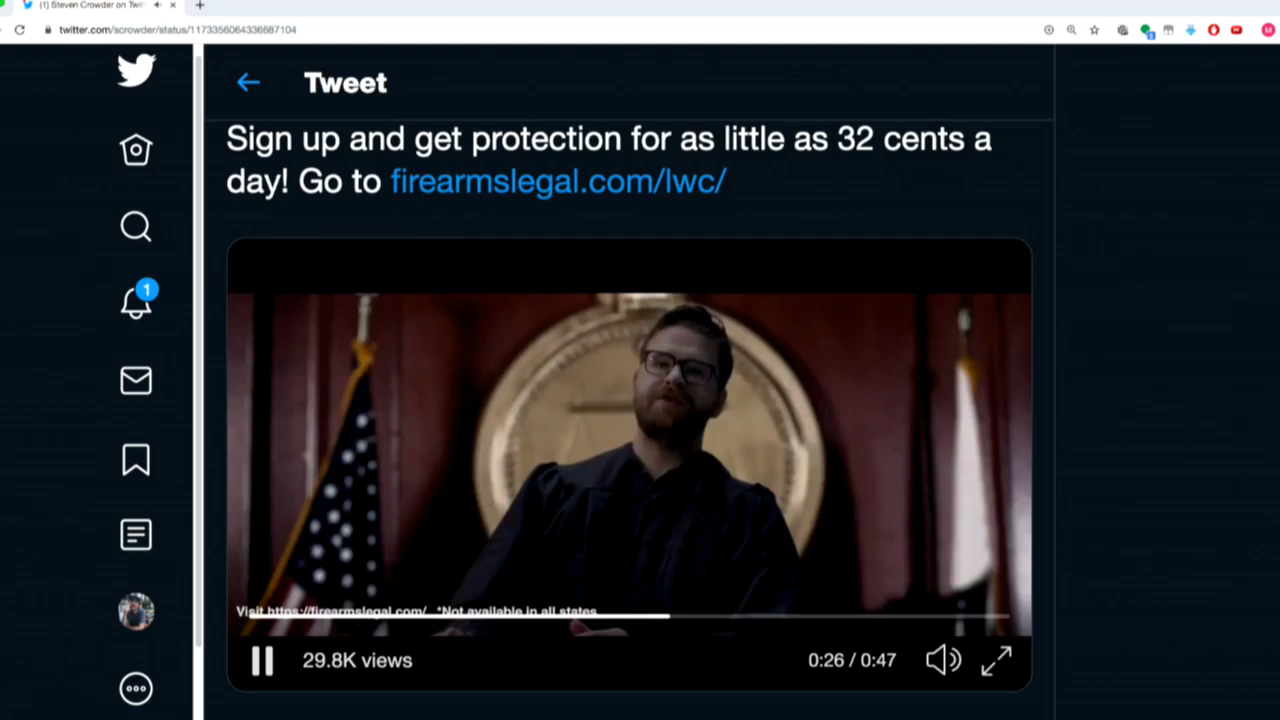 (1) Steven Crowder on Twi
twitter.com/scrowder/status/1173356064336687104
Tweet
Sign up and get protection for as little as 32 cents a
day! Go to firearmslegal.com/lwc/
1
Visit https://firearmslegal.com/ *Not available in all states
29.8K views
0:26 / 0:47